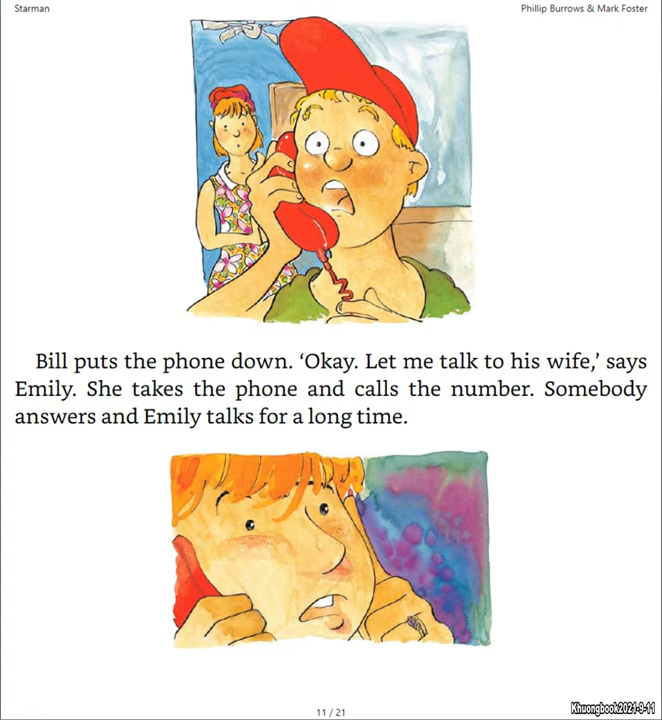 Starman
Phillip Burrows & Mark Foster
Bill puts the phone down. ‘Okay. Let me talk to his wife,’ says
Emily. She takes the phone and calls the number. Somebody
answers and Emily talks for a long time.
11 / 21
Khuongbook2021-9-11